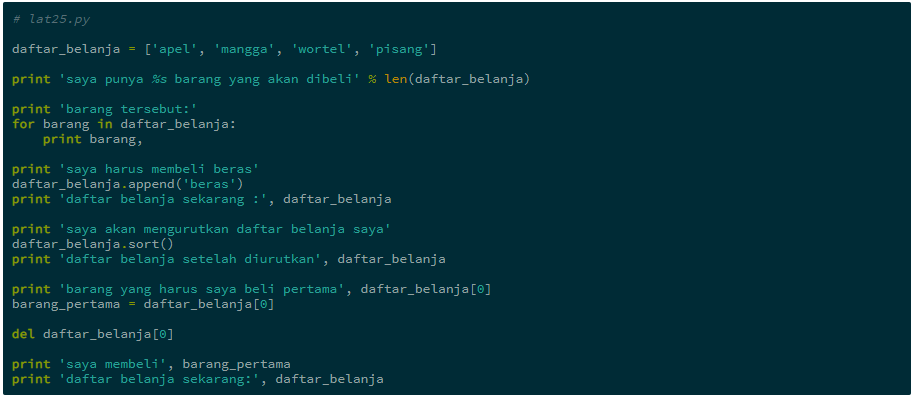 # lat25.py
daftar_belanja = ['apel', 'mangga', 'wortel', 'pisang']
print 'saya punya %s barang yang akan dibeli' % len(daftar_belanja)
print 'barang tersebut:'
for barang in daftar_belanja:
    print barang,
print 'saya harus membeli beras'
daftar_belanja.append('beras')
print 'daftar belanja sekarang :', daftar_belanja
print 'saya akan mengurutkan daftar belanja saya'
daftar_belanja.sort()
print 'daftar belanja setelah diurutkan', daftar_belanja
print 'barang yang harus saya beli pertama', daftar_belanja[0]
barang_pertama = daftar_belanja[0]
del daftar_belanja[0]
print 'saya membeli', barang_pertama
print 'daftar belanja sekarang:', daftar_belanja